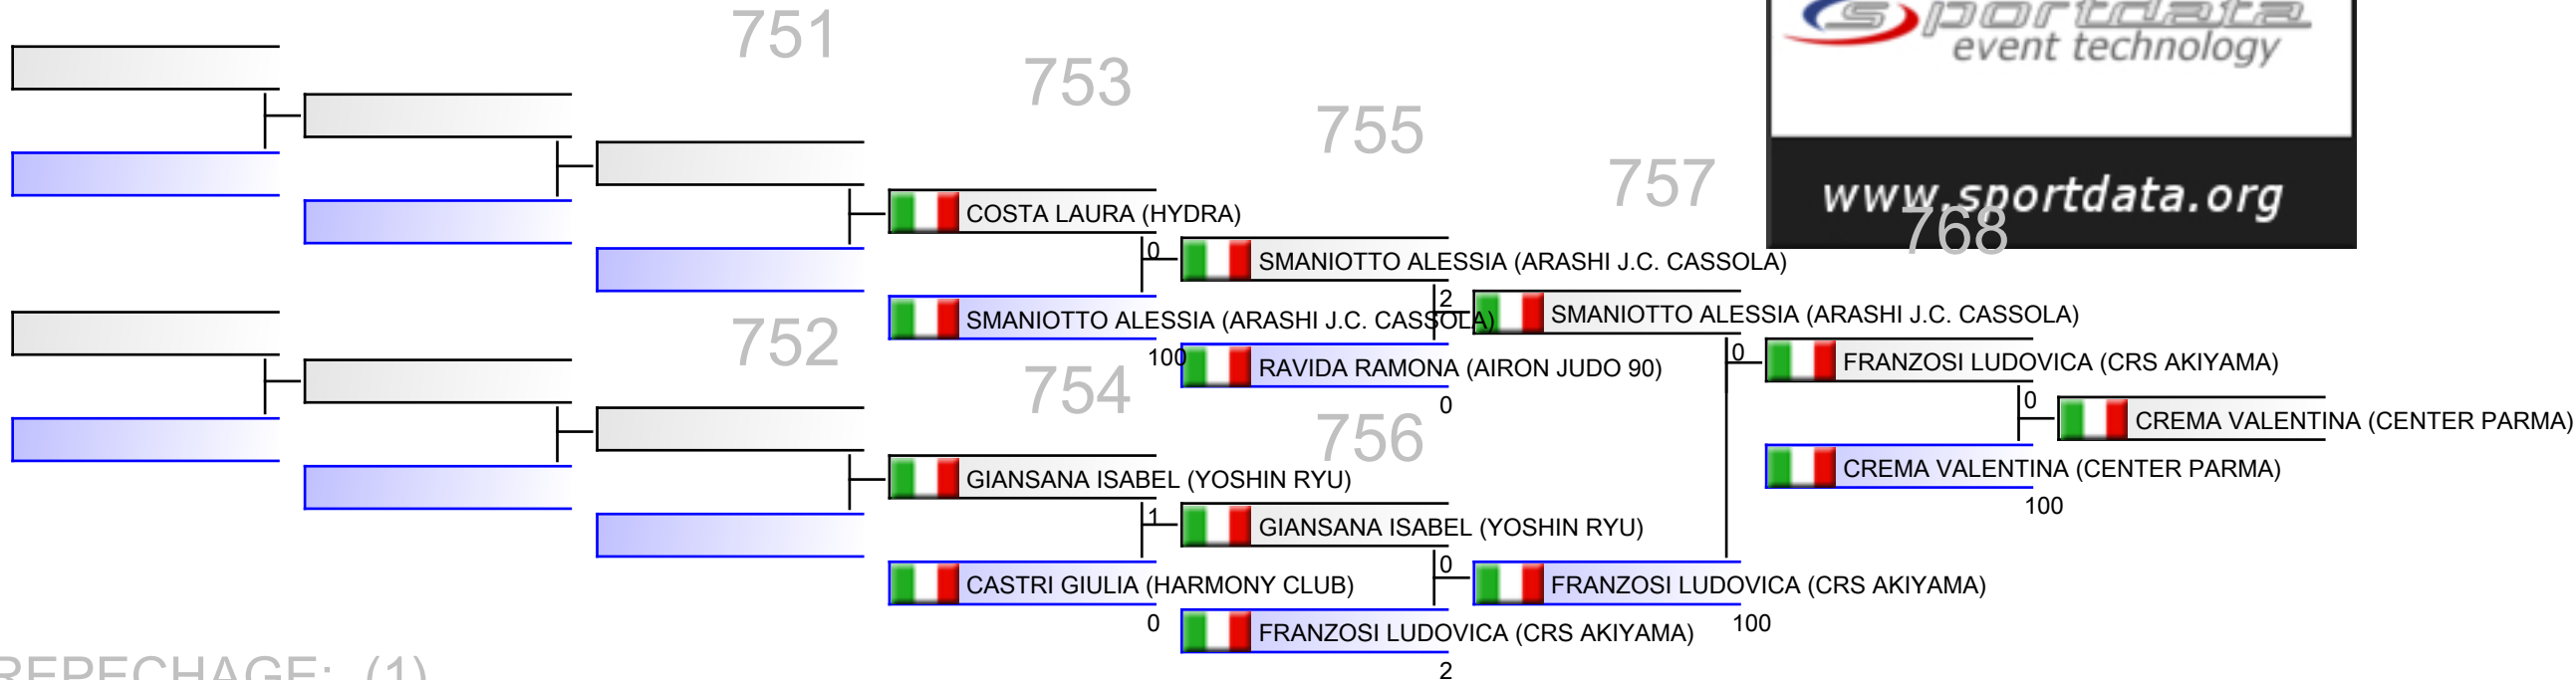 751
753
755
757
sportdata
event technology
www.sportdata.org
768
COSTA LAURA (HYDRA)
0
SMANIOTTO ALESSIA (ARASHI J.C. CASSOLA)
100
SMANIOTTO ALESSIA (ARASHI J.C. CASSOLA)
2
RAVIDA RAMONA (AIRON JUDO 90)
0
SMANIOTTO ALESSIA (ARASHI J.C. CASSOLA)
0
FRANZOSI LUDOVICA (CRS AKIYAMA)
0
CREMA VALENTINA (CENTER PARMA)
100
CREMA VALENTINA (CENTER PARMA)
752
754
756
GIANSANA ISABEL (YOSHIN RYU)
1
CASTRI GIULIA (HARMONY CLUB)
0
GIANSANA ISABEL (YOSHIN RYU)
0
FRANZOSI LUDOVICA (CRS AKIYAMA)
2
FRANZOSI LUDOVICA (CRS AKIYAMA)
100
REPECHAGE: (1)